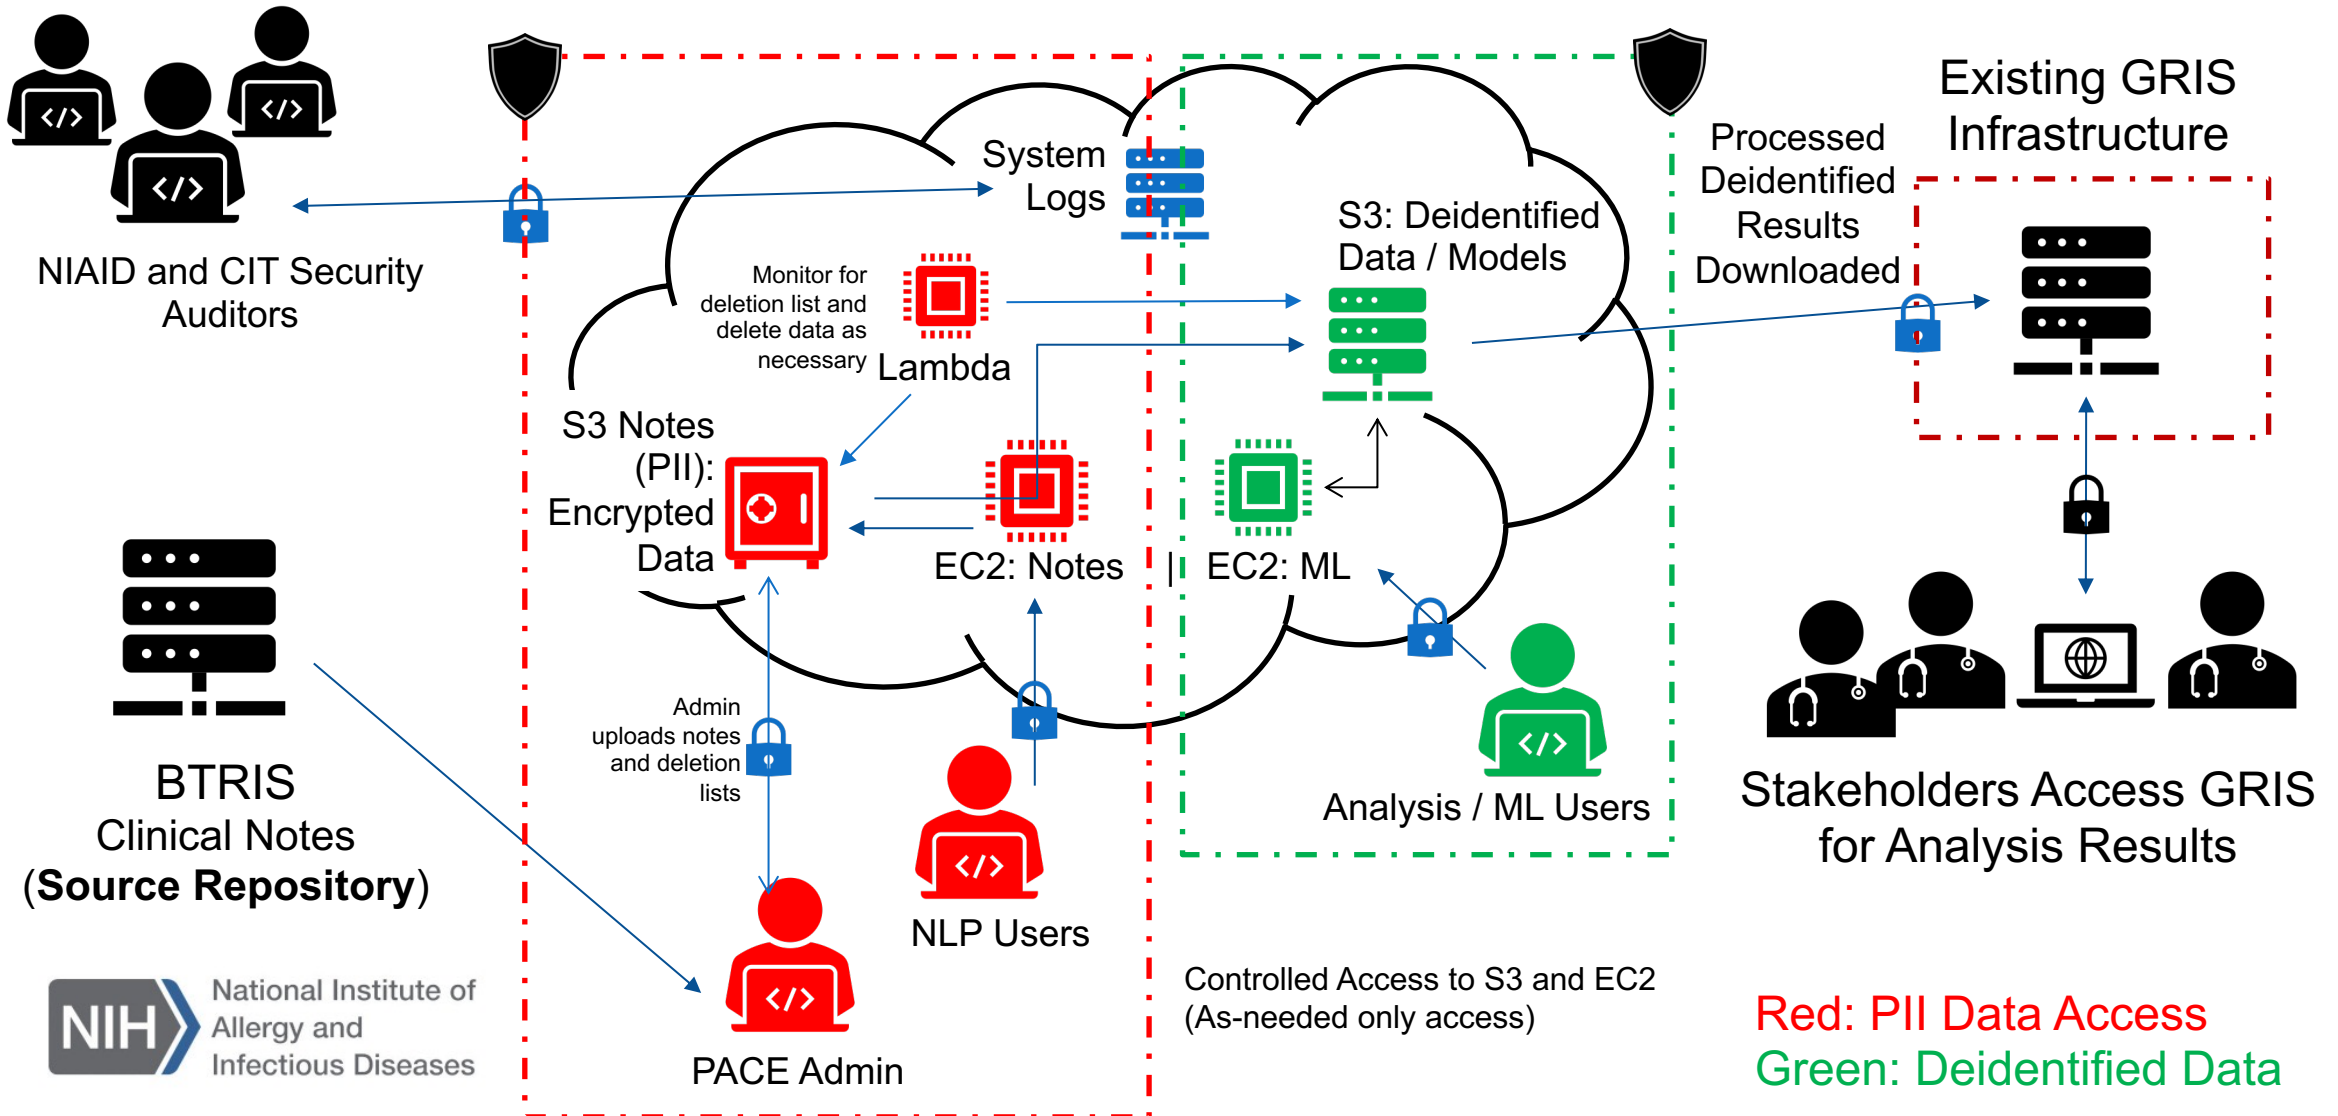 NIAID and CIT Security
Auditors
BTRIS
Clinical Notes
(Source Repository)
NIH
National Institute of
Allergy and
Infectious Diseases
System
Logs
Monitor for
deletion list and
delete data as
necessary
Lambda
S3 Notes
(PII):
Encrypted
Data
EC2: Notes
|
EC2: ML
Admin
uploads notes
and deletion
lists
NLP Users
PACE Admin
S3: Deidentified
Data / Models
Analysis / ML Users
Controlled Access to S3 and EC2
(As-needed only access)
Processed
Deidentified
Results
Downloaded
Existing GRIS
Infrastructure
Stakeholders Access GRIS
for Analysis Results
Red: PII Data Access
Green: Deidentified Data